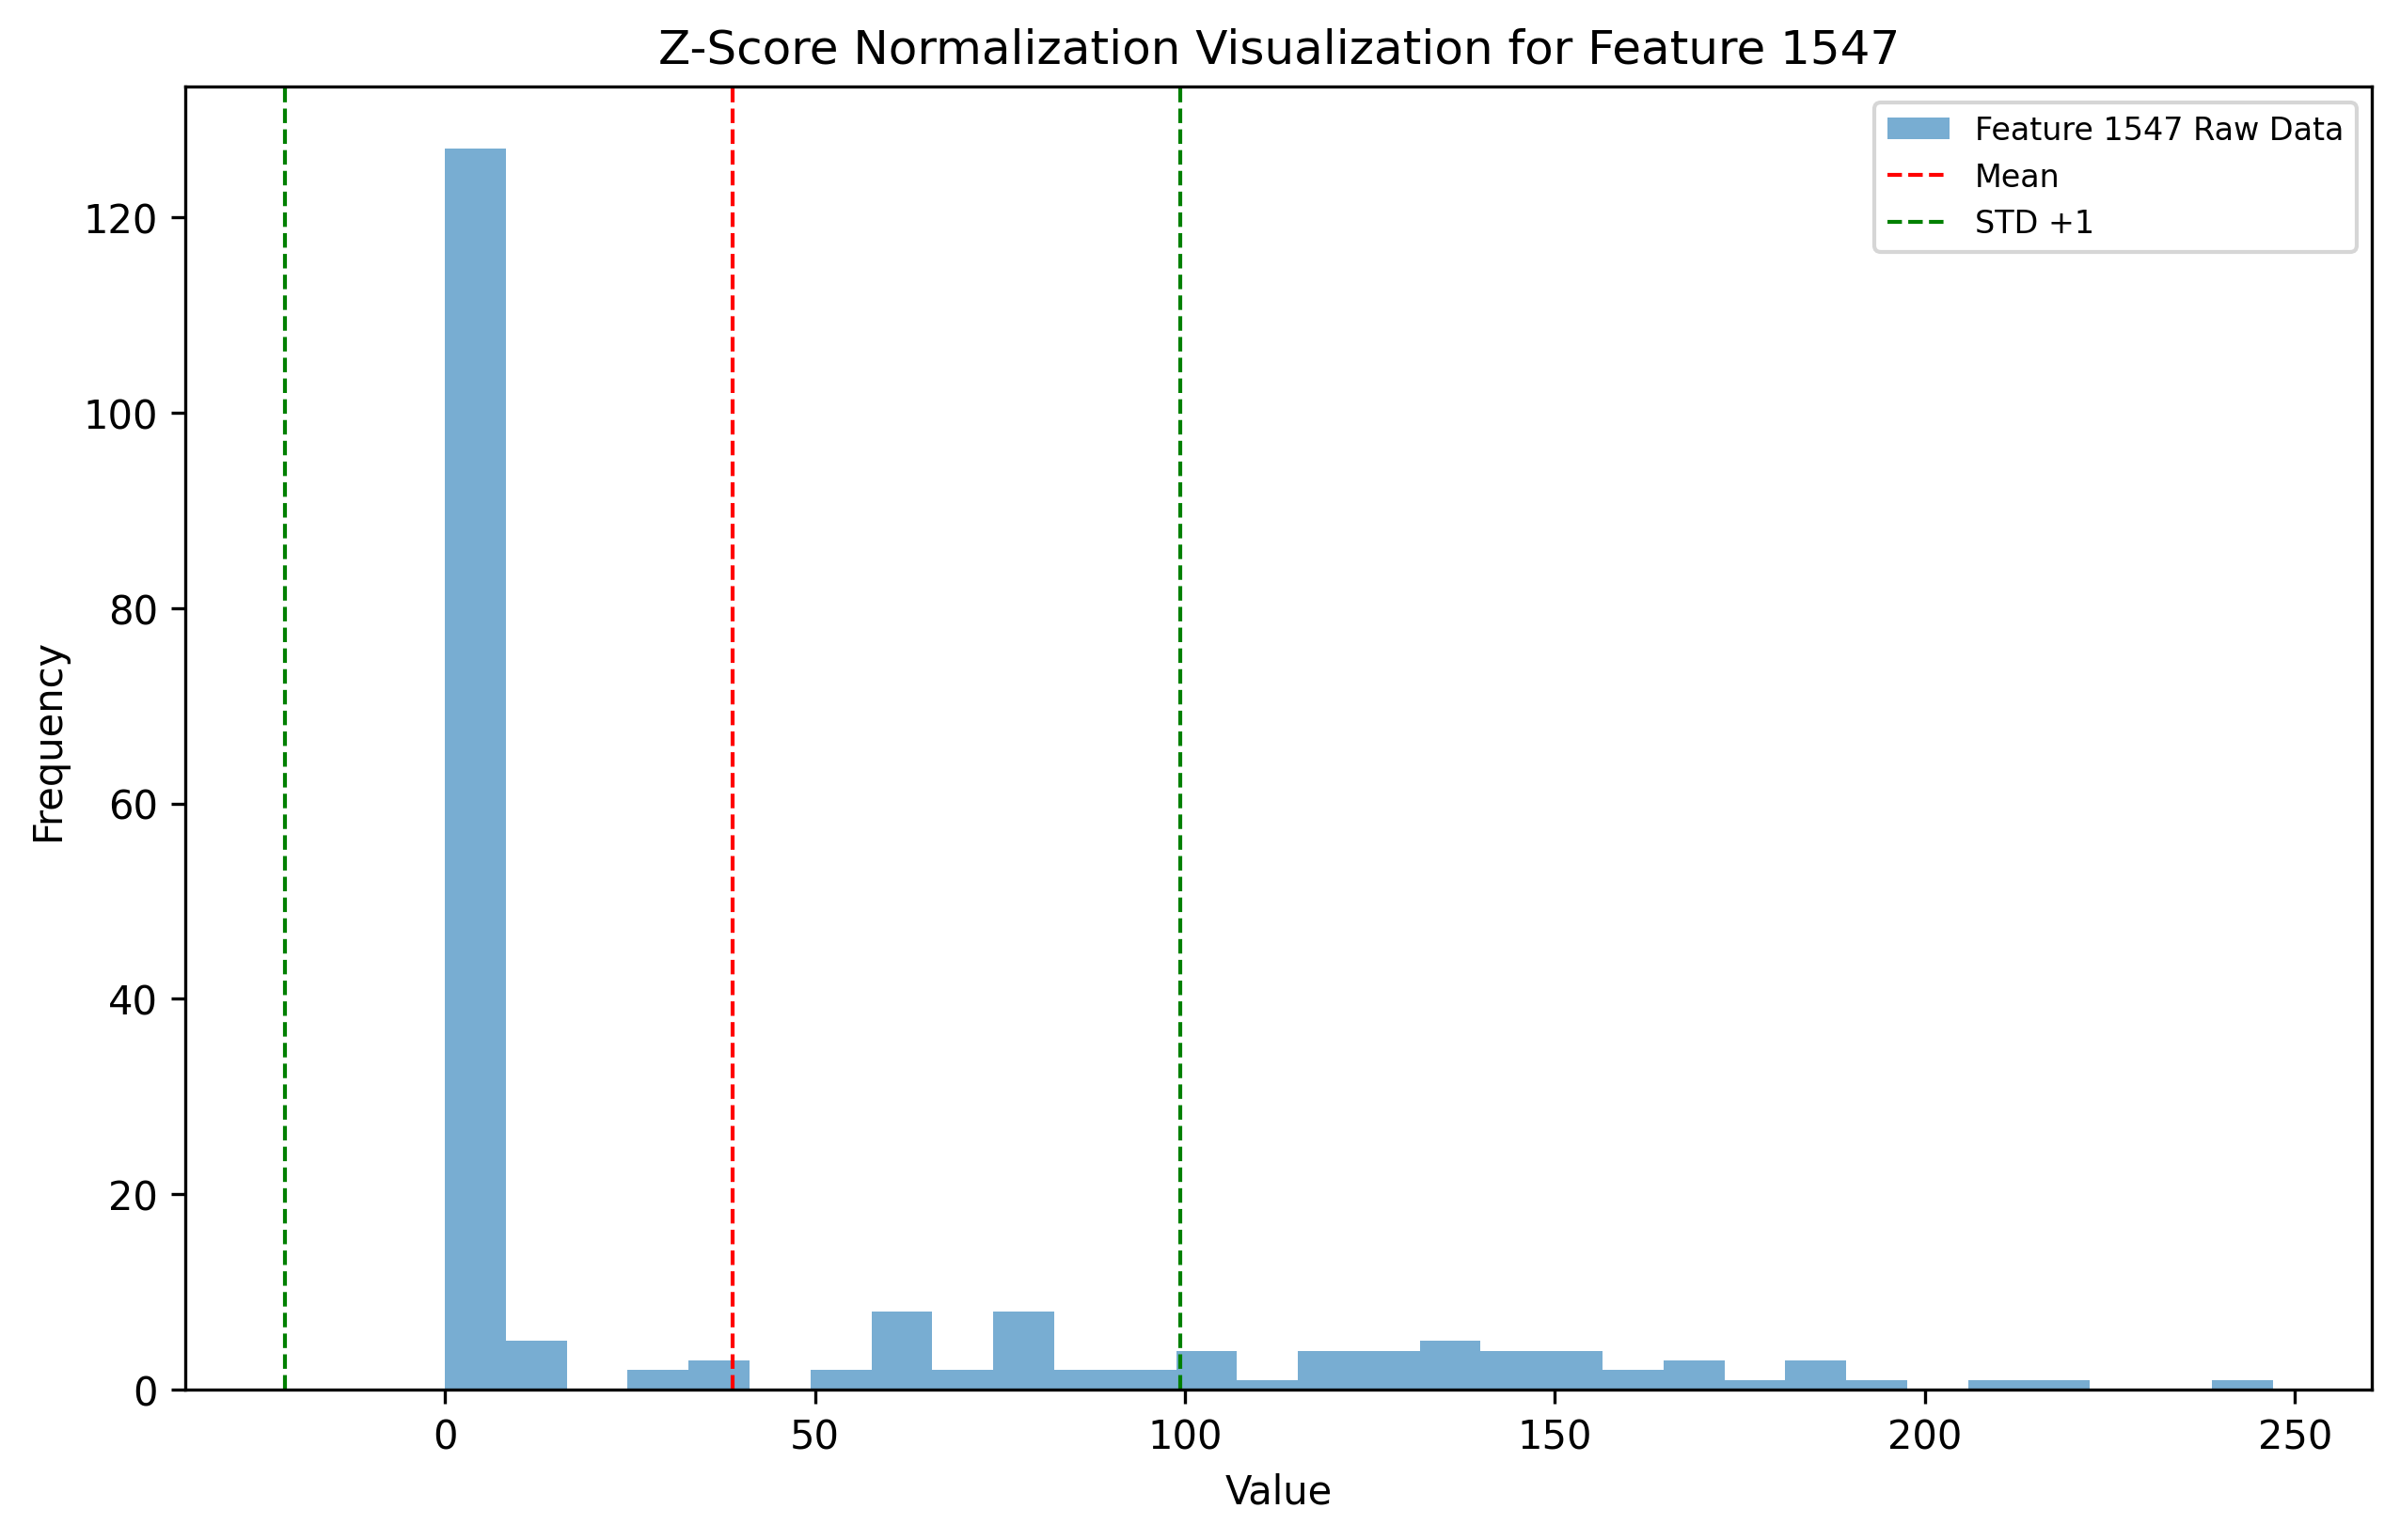 Z-Score Normalization Visualization for Feature 1547
Feature 1547 Raw Data
Mean
STD +1
120
100
80
60
40
20
0
Frequency
0 50 100 150 200 250
Value